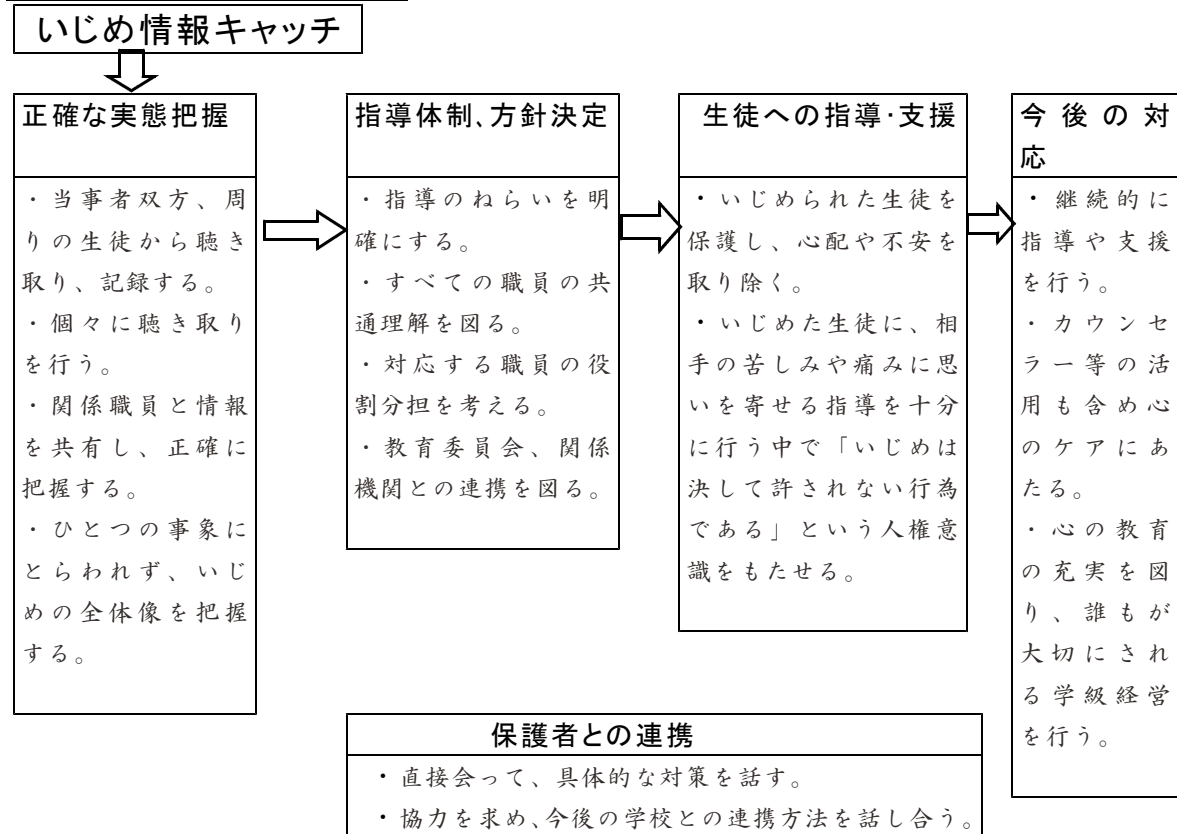 いじめ情報キャッチ
正確な実態把握
・当事者双方、周
りの生徒から聴き
取り、記録する。
・個々に聴き取り
を行う。
・関係職員と情報
を共有し、正確に
把握する。
・ひとつの事象に
とらわれず、いじ
めの全体像を把握
する。
指導体制、方針決定
・指導のねらいを明
確にする。
・すべての職員の共
通理解を図る。
・対応する職員の役
割分担を考える。
・教育委員会、関係
機関との連携を図る。
生徒への指導・支援
・いじめられた生徒を
保護し、心配や不安を
取り除く。
・いじめた生徒に、相
手の苦しみや痛みに思
いを寄せる指導を十分
に行う中で「いじめは
決して許されない行為
である」という人権意
識をもたせる。
今後の対
応
・継続的に
指導や支援
を行う。
・カウンセ
ラー等の活
用も含め心
のケアにあ
たる。
・心の教育
の充実を図
り、誰もが
大切にされ
る学級経営
を行う。
保護者との連携
・直接会って、具体的な対策を話す。
・協力を求め、今後の学校との連携方法を話し合う。